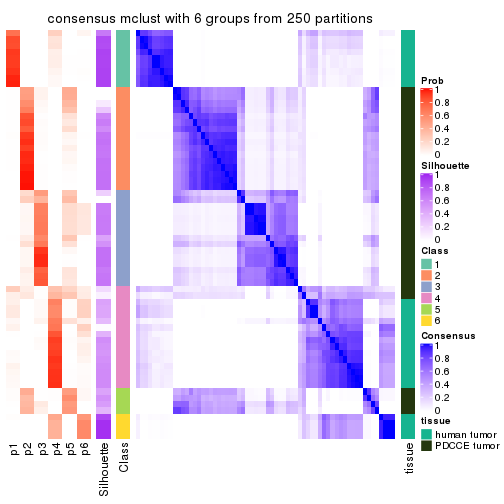 consensus mclust with 6 groups from 250 partitions
Prob
1
0.8
0.6
0.4
0.2
0
Silhouette
1
0.8
0.6
0.4
0.2
0
Class
1
2
3
4
5
6
Consensus
1
0.8
0.6
0.4
0.2
0
tissue
human tumor
PDCCE tumor
p1
p2
p3
p4
p5
p6
Silhouette
Class
tissue